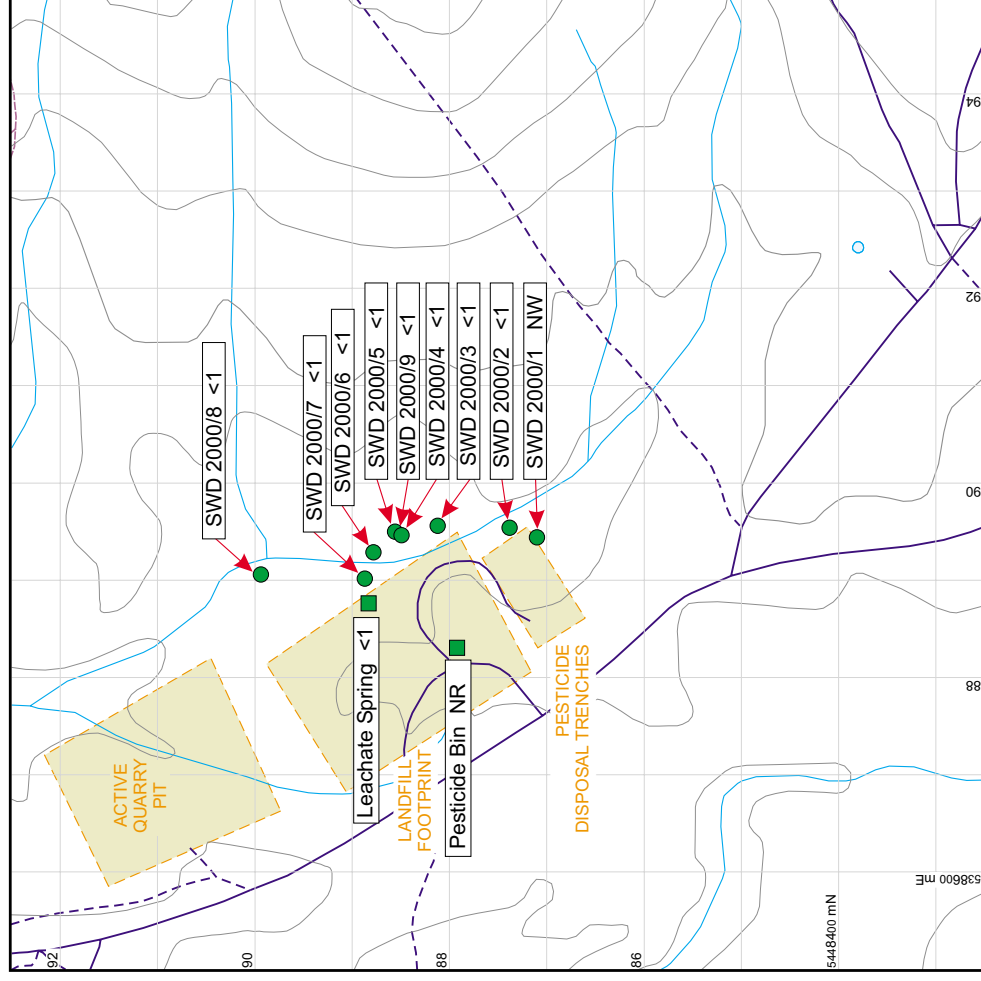 SWD 2000/8 <1
SWD 2000/7 <1
SWD 2000/6 <1
SWD 2000/5 <1
SWD 2000/9 <1
SWD 2000/4 <1
SWD 2000/3 <1
SWD 2000/2 <1
SWD 2000/1 NW
Leachate Spring <1
Pesticide Bin NR
ACTIVE
QUARRY
PIT
LANDFILL
FOOTPRINT
PESTICIDE
DISPOSAL TRENCHES
92
90
88
86
5448400 mN
94
92
90
88
538600 mE